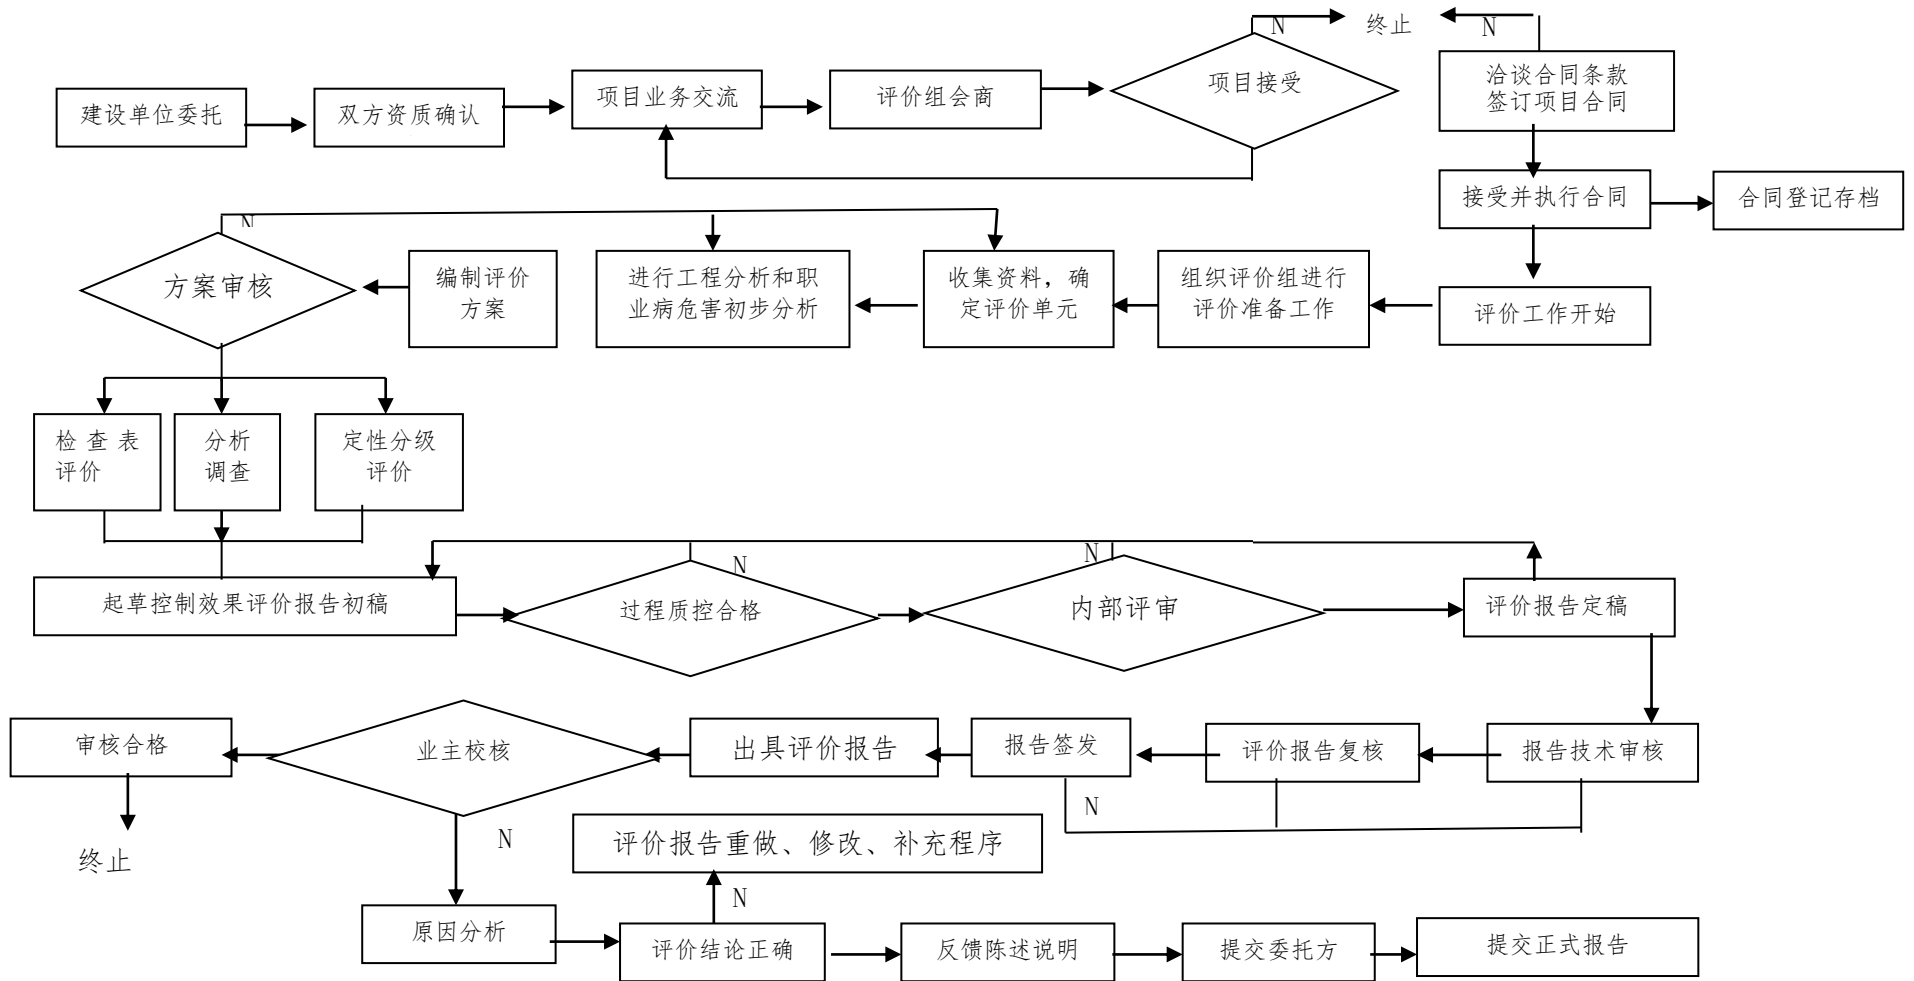 N
终止
N
建设单位委托
双方资质确认
项目业务交流
评价组会商
项目接受
洽谈合同条款
签订项目合同
接受并执行合同
合同登记存档
N
方案审核
编制评价
方案
进行工程分析和职
业病危害初步分析
收集资料，确
定评价单元
组织评价组进行
评价准备工作
评价工作开始
检查表
评价
分析
调查
定性分级
评价
N
N
起草控制效果评价报告初稿
过程质控合格
内部评审
评价报告定稿
审核合格
业主校核
出具评价报告
报告签发
评价报告复核
报告技术审核
N
N
终止
评价报告重做、修改、补充程序
N
原因分析
评价结论正确
反馈陈述说明
提交委托方
提交正式报告